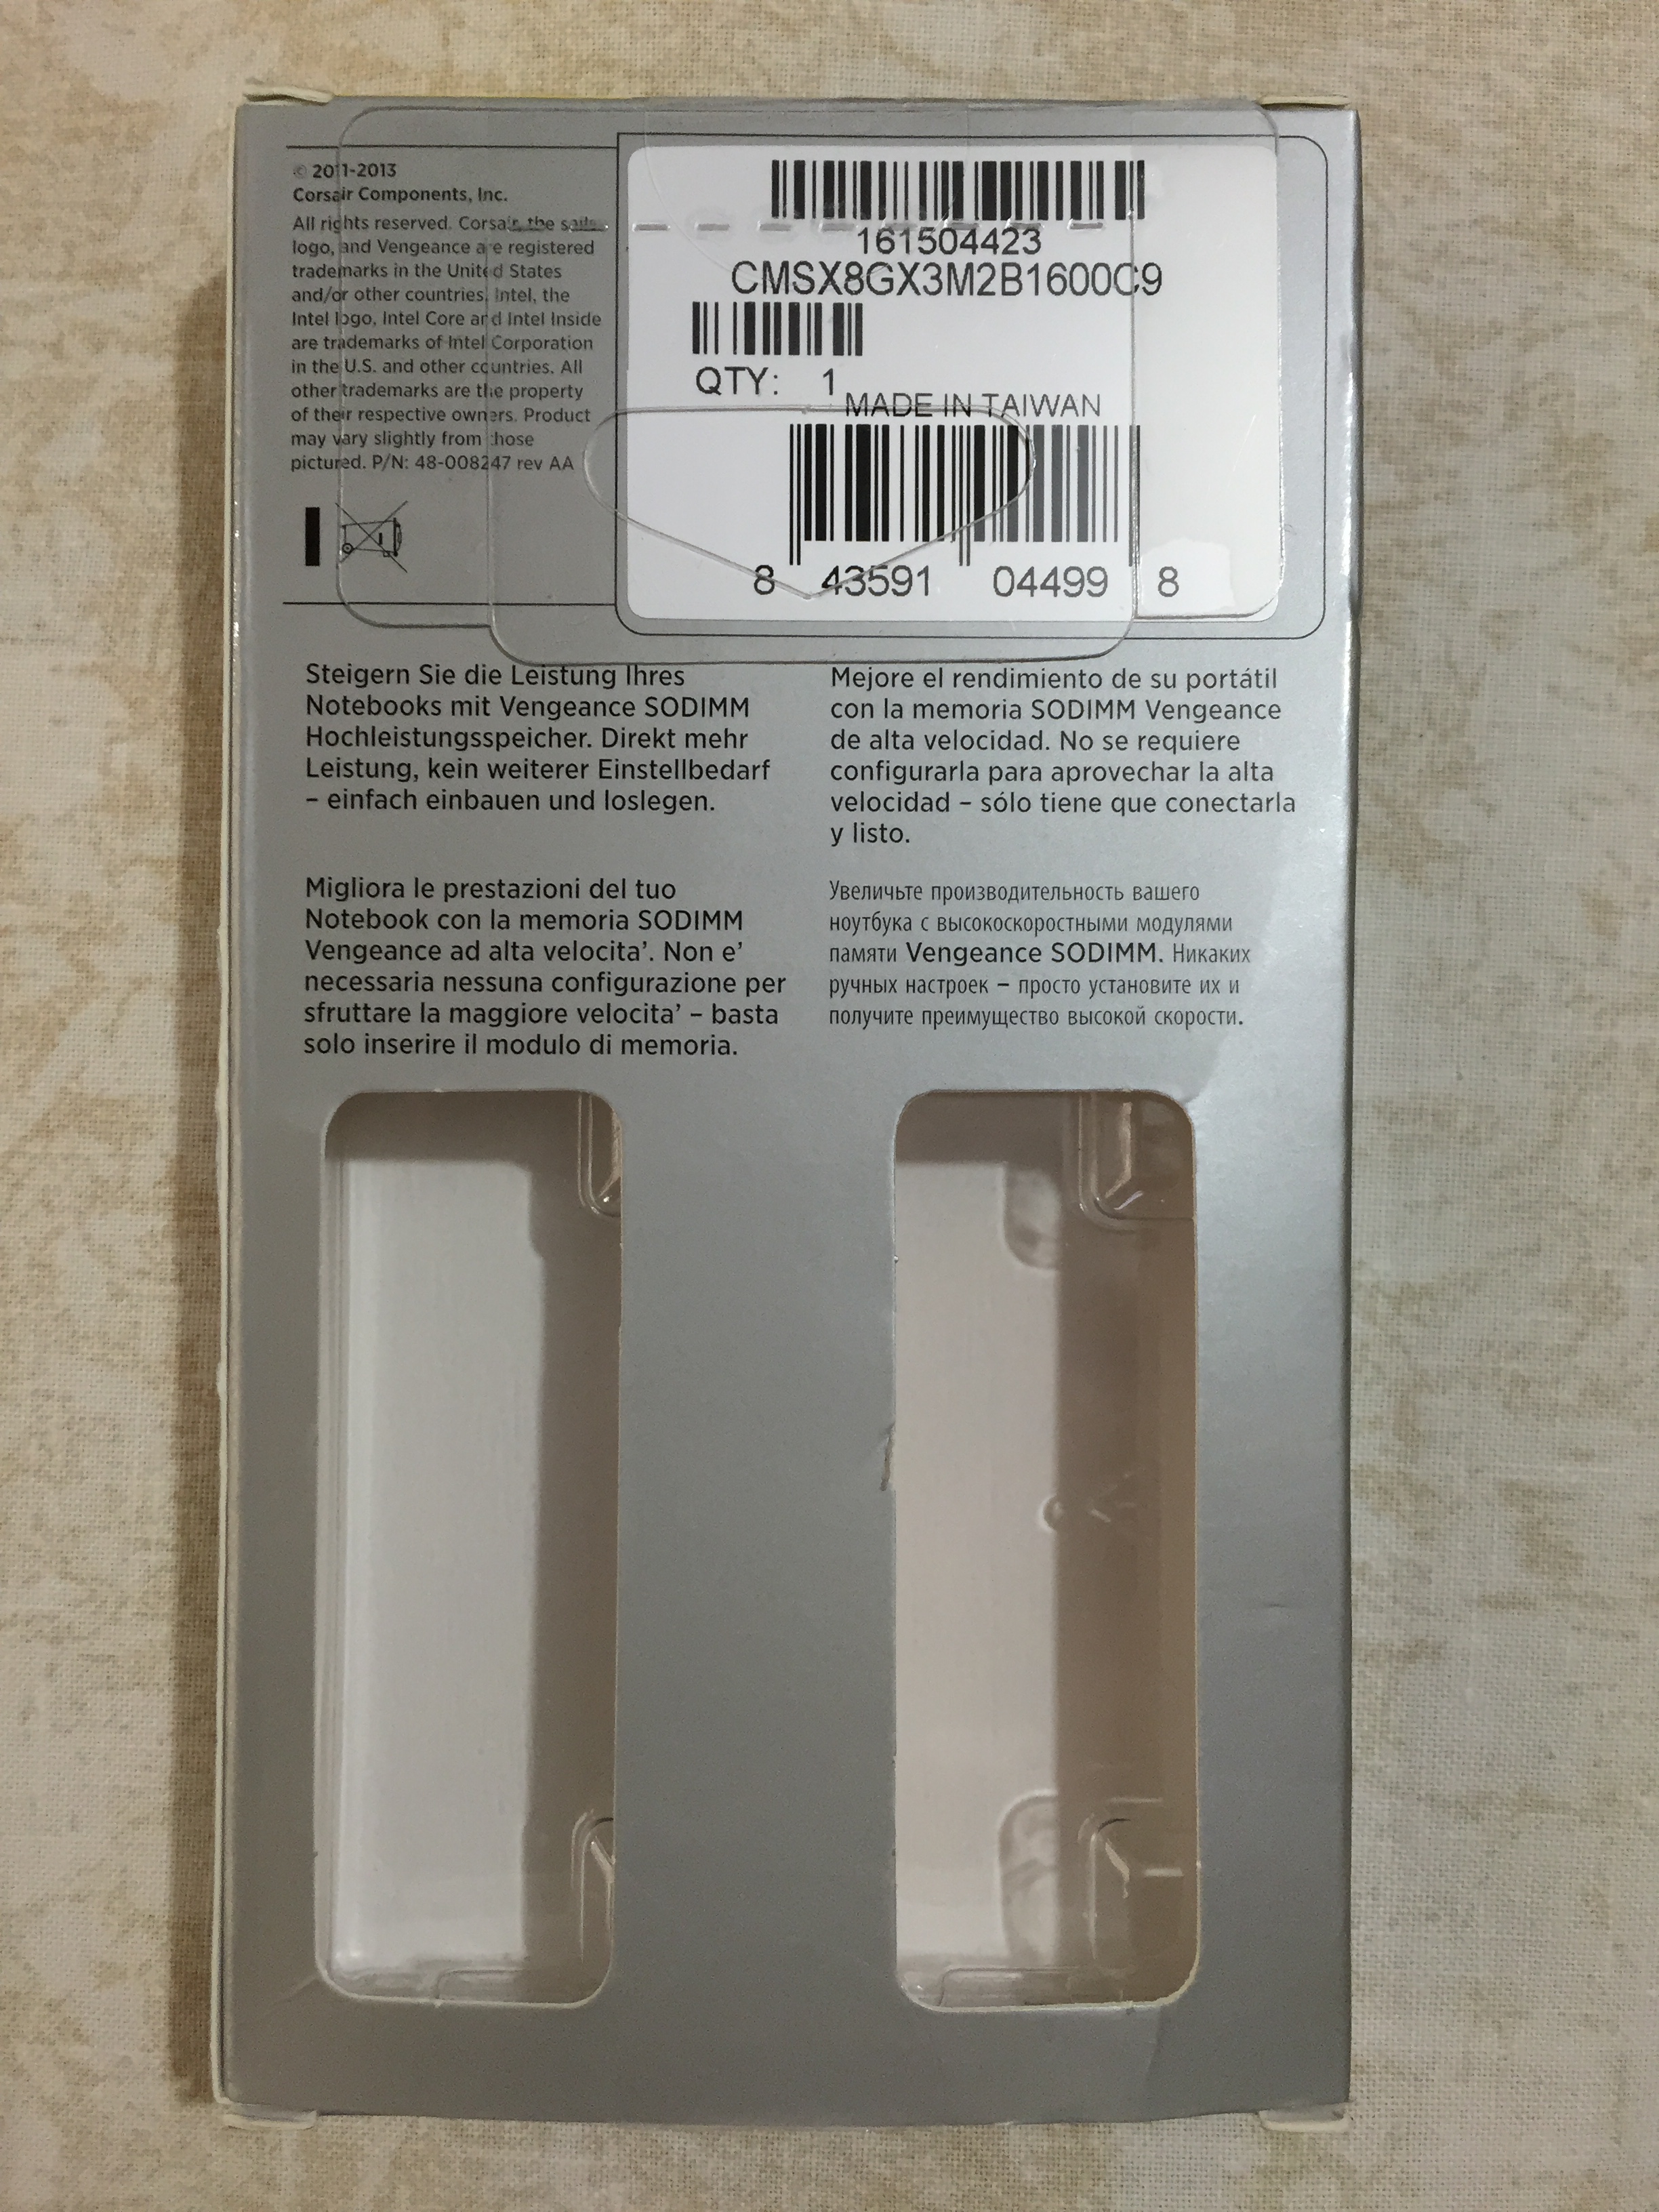 © 2011-2013
Corsair Components, Inc.
All rights reserved. Corsair, the sails
logo, and Vengeance are registered
trademarks in the United States
and/or other countries. Intel, the
Intel logo, Intel Core and Intel Inside
are trademarks of Intel Corporation
in the U.S. and other countries. All
other trademarks are the property
of their respective owners. Product
may vary slightly from those
pictured. P/N: 48-008247 rev AA
161504423
CMSX8GX3M2B1600C9
QTY: 1
MADE IN TAIWAN
8 43591 04499 8
Steigern Sie die Leistung Ihres
Notebooks mit Vengeance SODIMM
Hochleistungsspeicher. Direkt mehr
Leistung, kein weiterer Einstellbedarf
– einfach einbauen und loslegen.
Mejore el rendimiento de su portátil
con la memoria SODIMM Vengeance
de alta velocidad. No se requiere
configurarla para aprovechar la alta
velocidad – sólo tiene que conectarla
y listo.
Migliora le prestazioni del tuo
Notebook con la memoria SODIMM
Vengeance ad alta velocita’. Non e’
necessaria nessuna configurazione per
sfruttare la maggiore velocita’ – basta
solo inserire il modulo di memoria.
Увеличьте производительность вашего
ноутбука с высокоскоростными модулями
памяти Vengeance SODIMM. Никаких
ручных настроек – просто установите их и
получите преимущество высокой скорости.